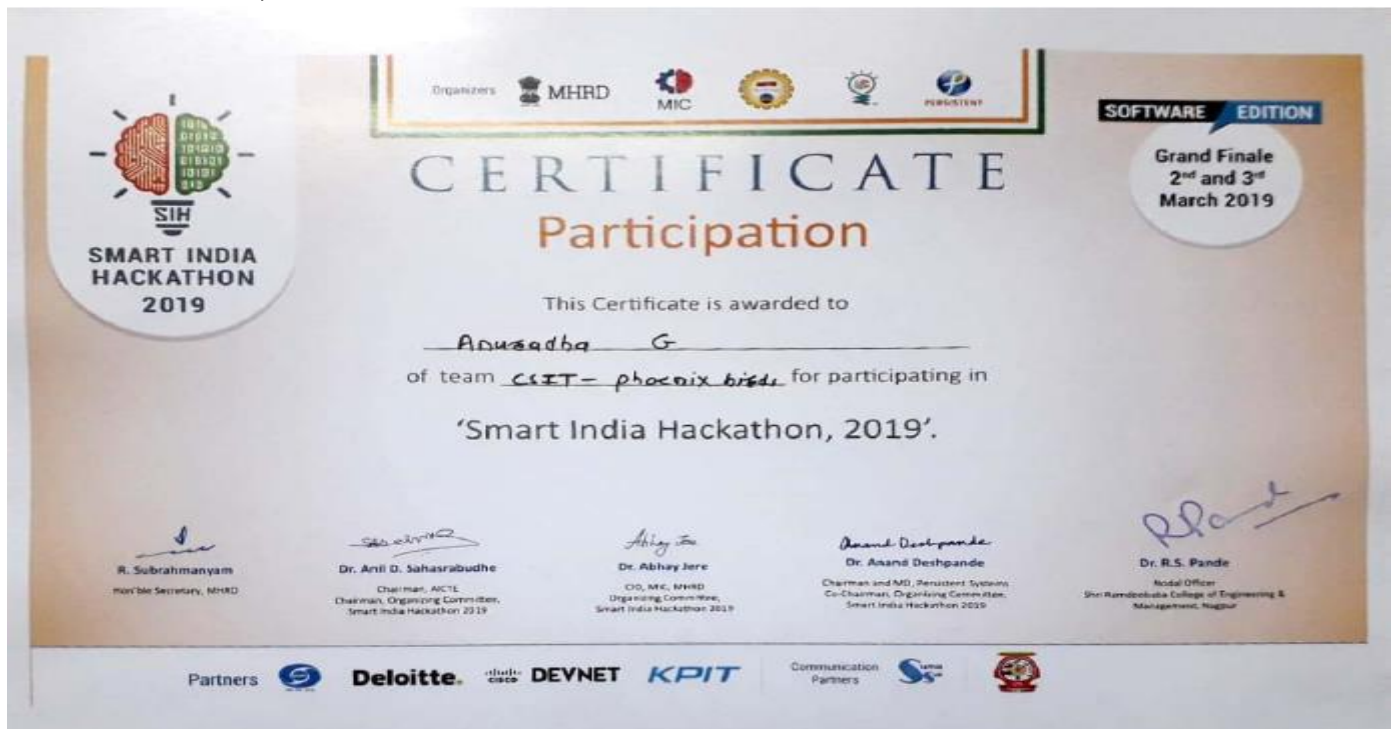 Organizers MHRD MIC PERSISTENT
SOFTWARE EDITION
Grand Finale
2nd and 3rd
March 2019
SIH
SMART INDIA
HACKATHON
2019
CERTIFICATE
Participation
This Certificate is awarded to
Anuradha G
of team CSIT- phoenix birds for participating in
‘Smart India Hackathon, 2019’.
R. Subrahmanyam
Hon'ble Secretary, MHRD
Dr. Anil D. Sahasrabudhe
Chairman, AICTE
Chairman, Organizing Committee,
Smart India Hackathon 2019
Abhay Jere
Dr. Abhay Jere
CIO, MIC, MHRD
Organizing Committee,
Smart India Hackathon 2019
Anand Deshpande
Dr. Anand Deshpande
Chairman and MD, Persistent Systems
Co-Chairman, Organizing Committee,
Smart India Hackathon 2019
Dr. R.S. Pande
Nodal Officer
Shri Ramdeobaba College of Engineering &
Management, Nagpur
Partners Deloitte. CISCO DEVNET KPIT
Communication
Partners